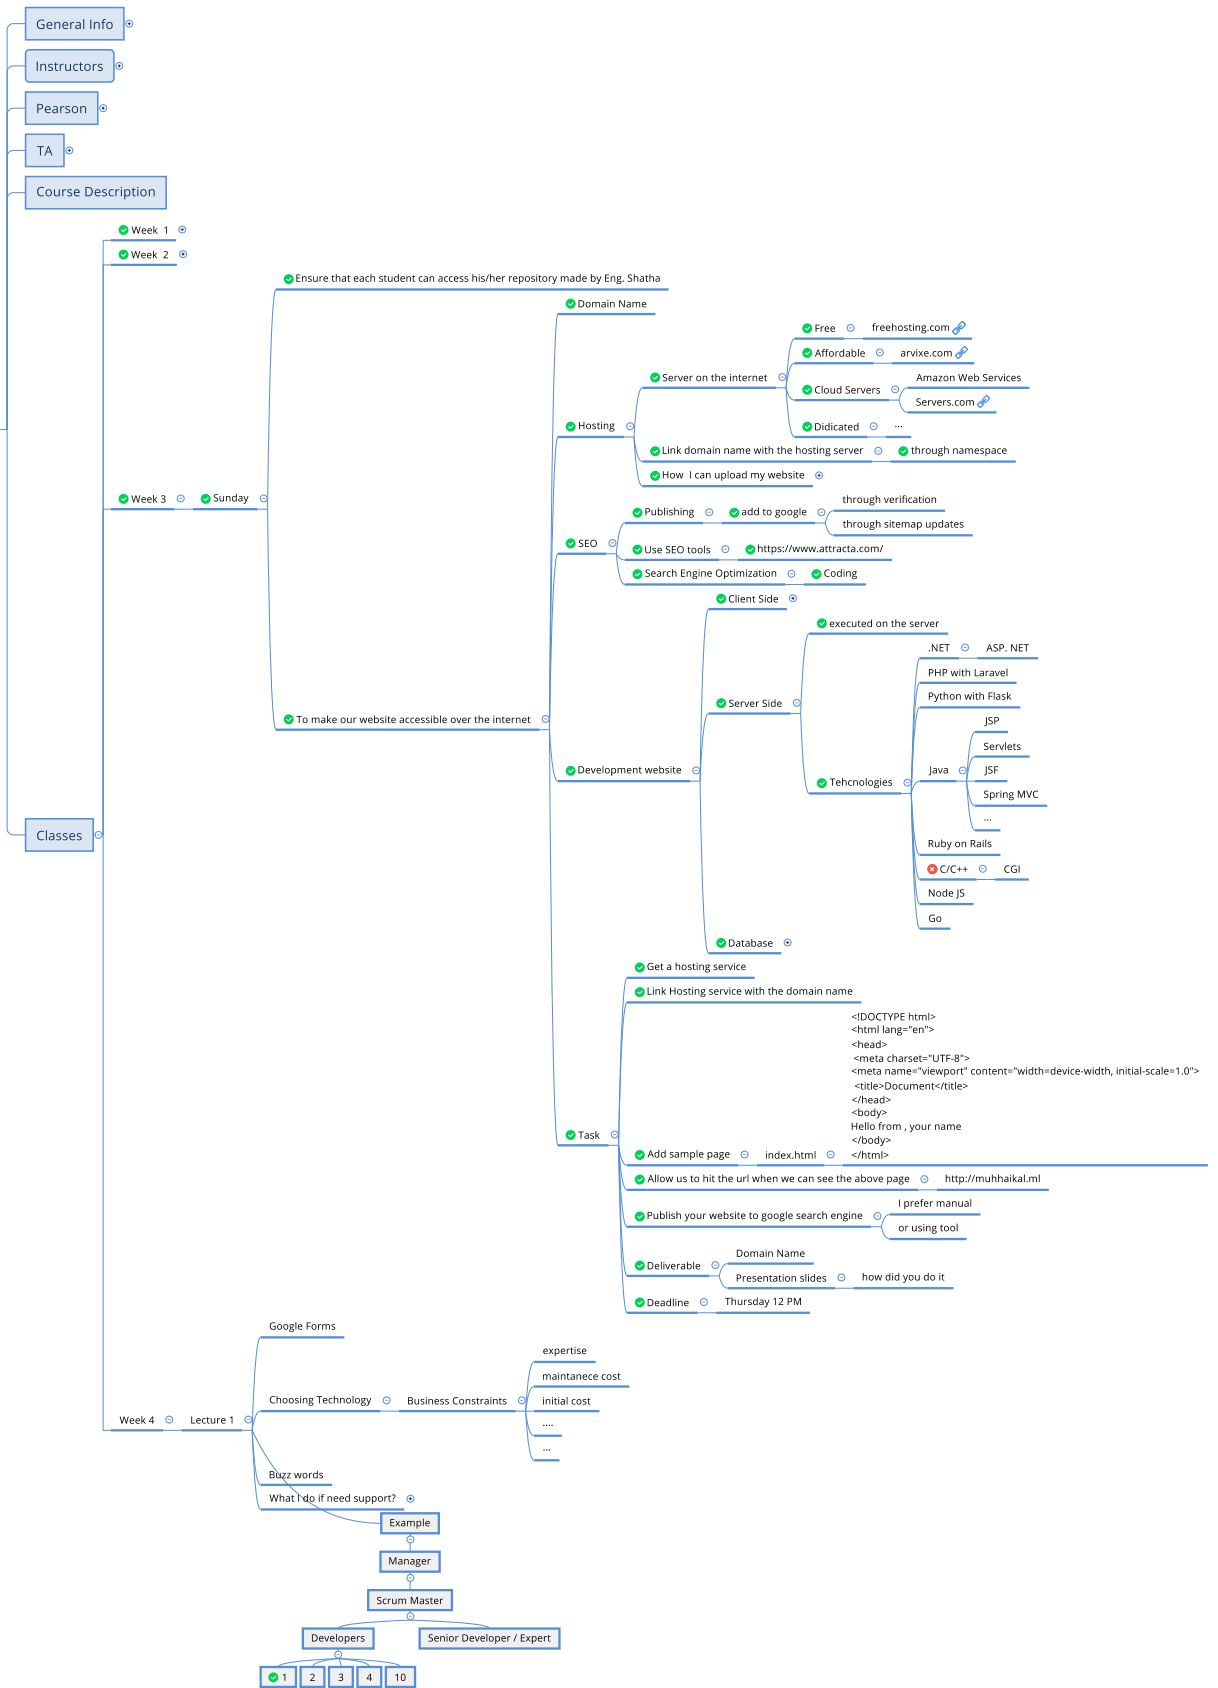 General Info
Instructors
Pearson
TA
Course Description
Classes
Week  1
Week  2
Week 3
Sunday
Ensure that each student can access his/her repository made by Eng. Shatha
To make our website accessible over the internet
Domain Name
Hosting
Server on the internet
Free
freehosting.com
Affordable
arvixe.com
Cloud Servers
Amazon Web Services
Servers.com
Didicated
...
Link domain name with the hosting server
through namespace
How  I can upload my website
SEO
Publishing
add to google
through verification
through sitemap updates
Use SEO tools
https://www.attracta.com/
Search Engine Optimization
Coding
Development website
Client Side
Server Side
executed on the server
Tehcnologies
.NET
ASP. NET
PHP with Laravel
Python with Flask
Java
JSP
Servlets
JSF
Spring MVC
...
Ruby on Rails
C/C++
CGI
Node JS
Go
Database
Task
Get a hosting service
Link Hosting service with the domain name
Add sample page
index.html
<!DOCTYPE html>
<html lang="en">
<head>
<meta charset="UTF-8">
<meta name="viewport" content="width=device-width, initial-scale=1.0">
<title>Document</title>
</head>
<body>
Hello from , your name
</body>
</html>
Allow us to hit the url when we can see the above page
http://muhhaikal.ml
Publish your website to google search engine
I prefer manual
or using tool
Deliverable
Domain Name
Presentation slides
how did you do it
Deadline
Thursday 12 PM
Week 4
Lecture 1
Google Forms
Choosing Technology
Business Constraints
expertise
maintanece cost
initial cost
....
...
Buzz words
What I do if need support?
Example
Manager
Scrum Master
Developers
Senior Developer / Expert
1
2
3
4
10